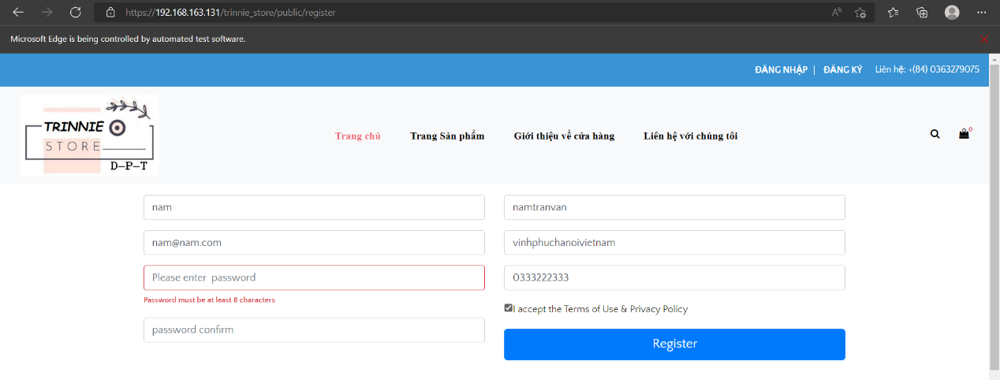 https://192.168.163.131/trinnie_store/public/register
Microsoft Edge is being controlled by automated test software.
ĐĂNG NHẬP | ĐĂNG KÝ Liên hệ: +(84) 0363279075
TRINNIE
STORE
D-P-T
Trang chủ Trang Sản phẩm Giới thiệu về cửa hàng Liên hệ với chúng tôi 0
nam namtranvan
nam@nam.com vinhphuchanoivietnam
Please enter password 0333222333
Password must be at least 8 characters
I accept the Terms of Use & Privacy Policy
password confirm
Register